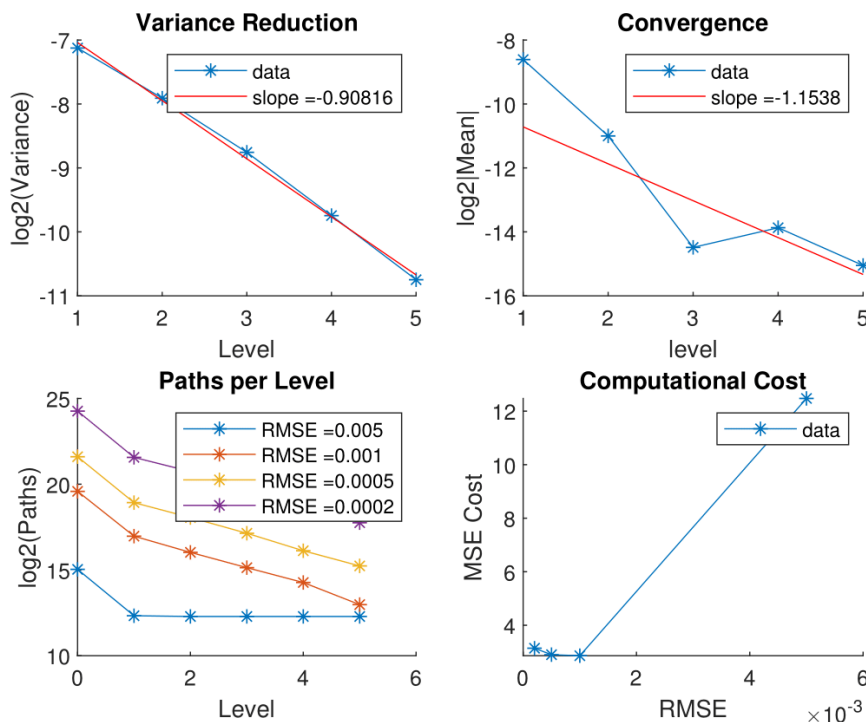 Variance Reduction
-7
-8
-9
-10
-11
log2(Variance)
data
slope =-0.90816
1 2 3 4 5
Level
Convergence
-8
-10
-12
-14
-16
log2|Mean|
data
slope =-1.1538
1 2 3 4 5
level
Paths per Level
25
20
15
10
log2(Paths)
RMSE =0.005
RMSE =0.001
RMSE =0.0005
RMSE =0.0002
0 2 4 6
Level
Computational Cost
12
10
8
6
4
MSE Cost
data
0 2 4 6
RMSE
×10-3